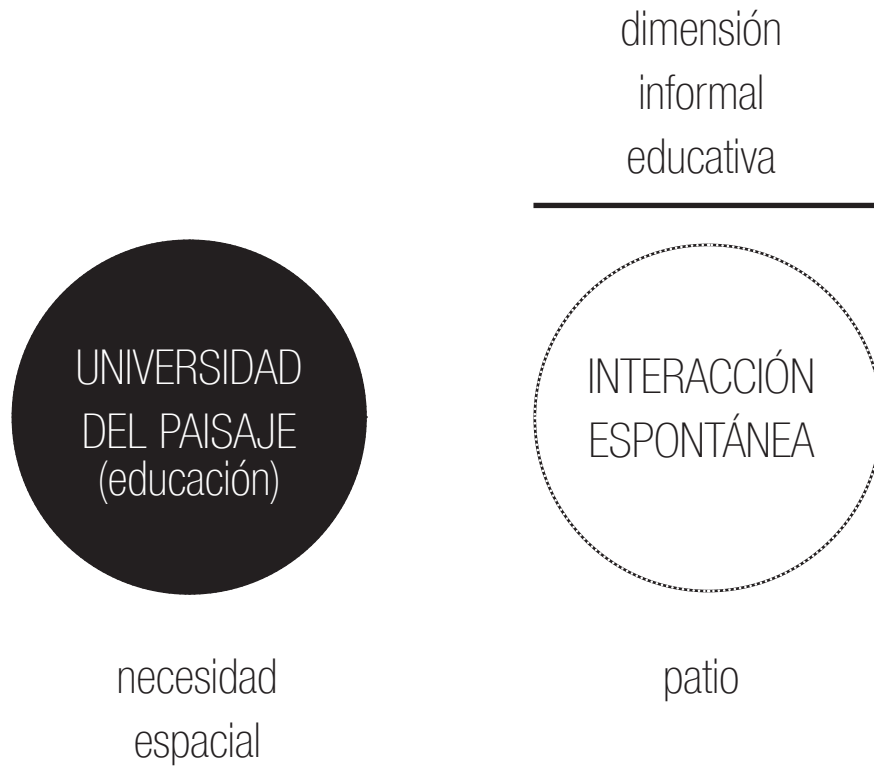 dimensión
informal
educativa
UNIVERSIDAD
DEL PAISAJE
(educación)
INTERACCIÓN
ESPONTÁNEA
necesidad
espacial
patio